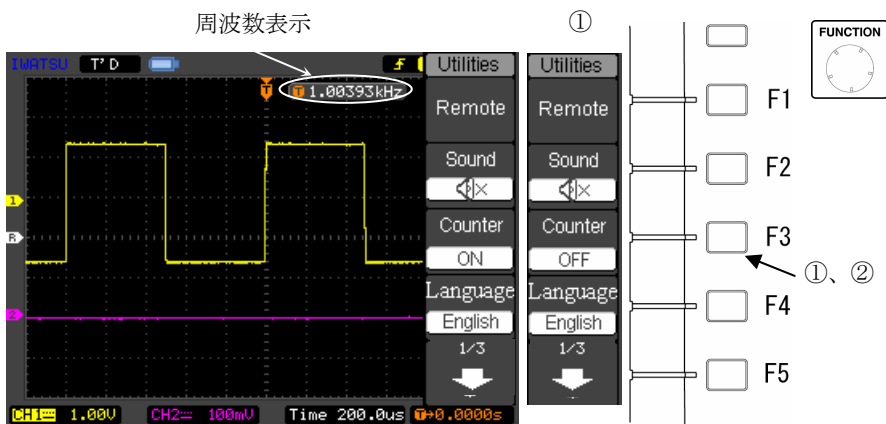 周波数表示
①
IWATSU T'D
T 1.00393kHz
T
1
R
2
Utilities
Remote
Sound
Counter
ON
Language
English
1/3
CH1 1.00V CH2 100mV Time 200.0us T→0.0000s
Utilities
Remote
Sound
Counter
OFF
Language
English
1/3
FUNCTION
F1
F2
F3
①、②
F4
F5